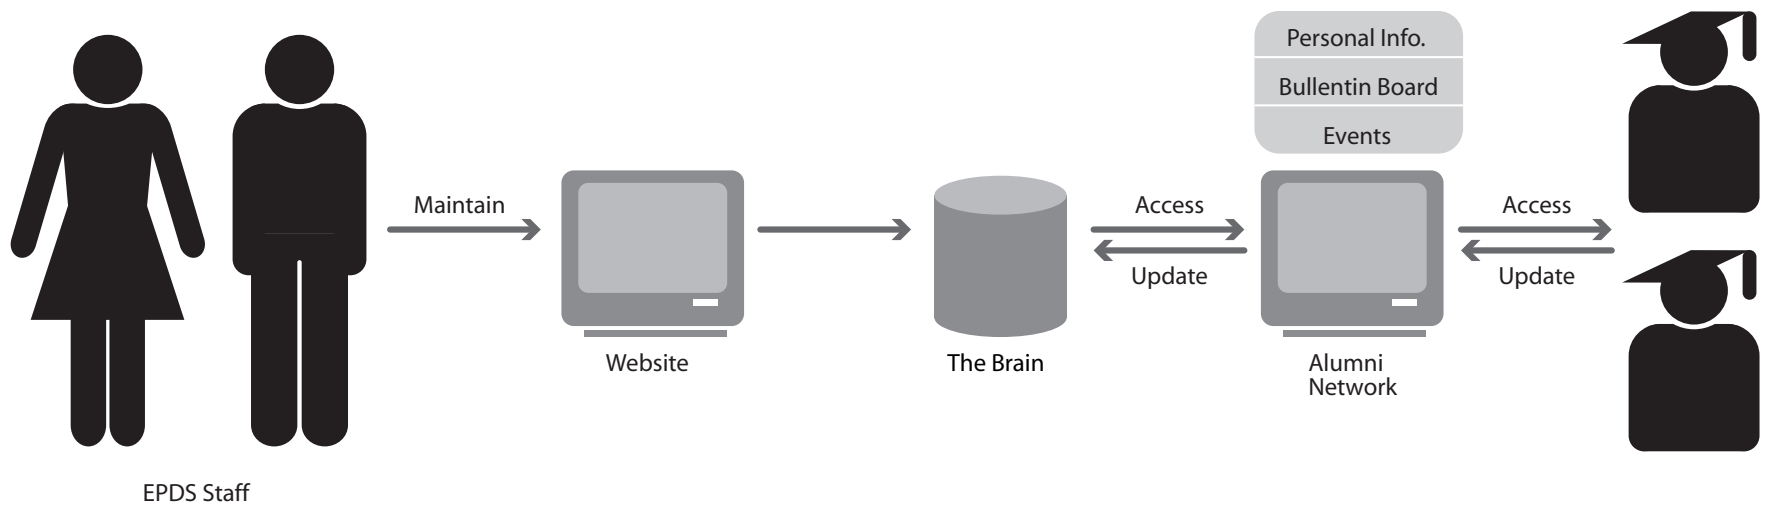 Personal Info.
Bullentin Board
Events
Maintain
Access
Update
Access
Update
Website
The Brain
Alumni
Network
EPDS Staff